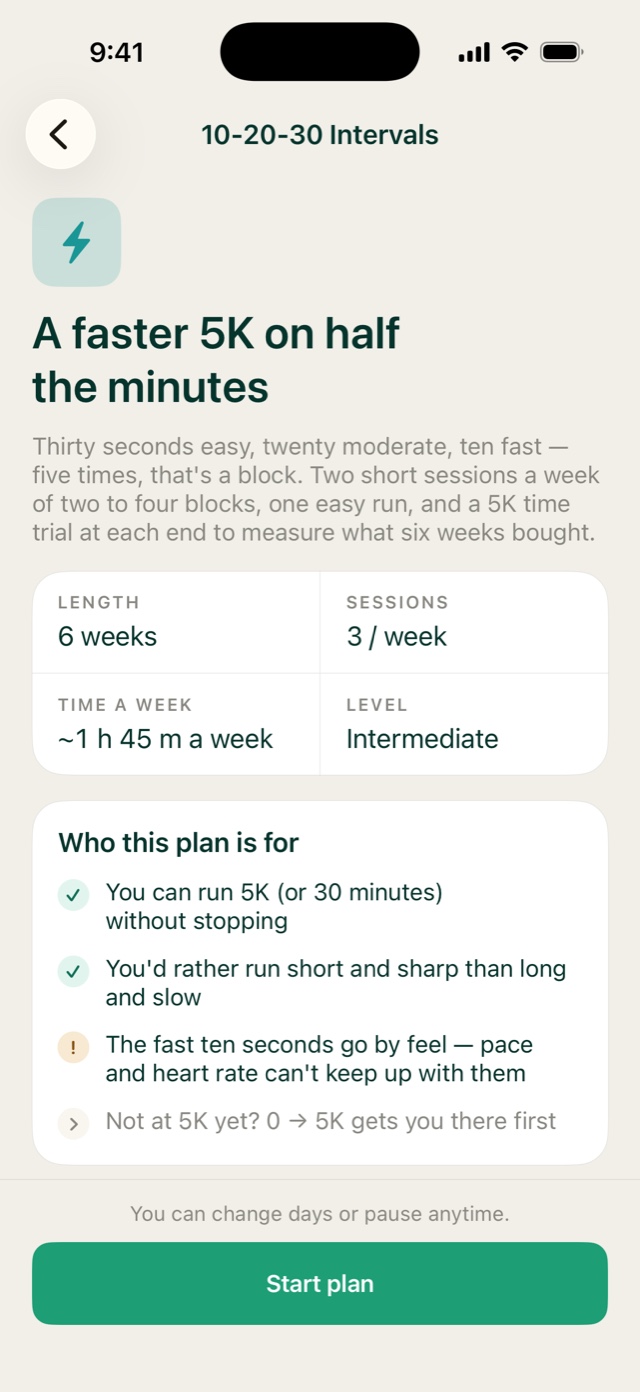 9:41
10-20-30 Intervals
A faster 5K on half
the minutes
Thirty seconds easy, twenty moderate, ten fast —
five times, that's a block. Two short sessions a week
of two to four blocks, one easy run, and a 5K time
trial at each end to measure what six weeks bought.
LENGTH
6 weeks
SESSIONS
3 / week
TIME A WEEK
~1 h 45 m a week
LEVEL
Intermediate
Who this plan is for
You can run 5K (or 30 minutes)
without stopping
You'd rather run short and sharp than long
and slow
The fast ten seconds go by feel — pace
and heart rate can't keep up with them
Not at 5K yet? 0 → 5K gets you there first
You can change days or pause anytime.
Start plan